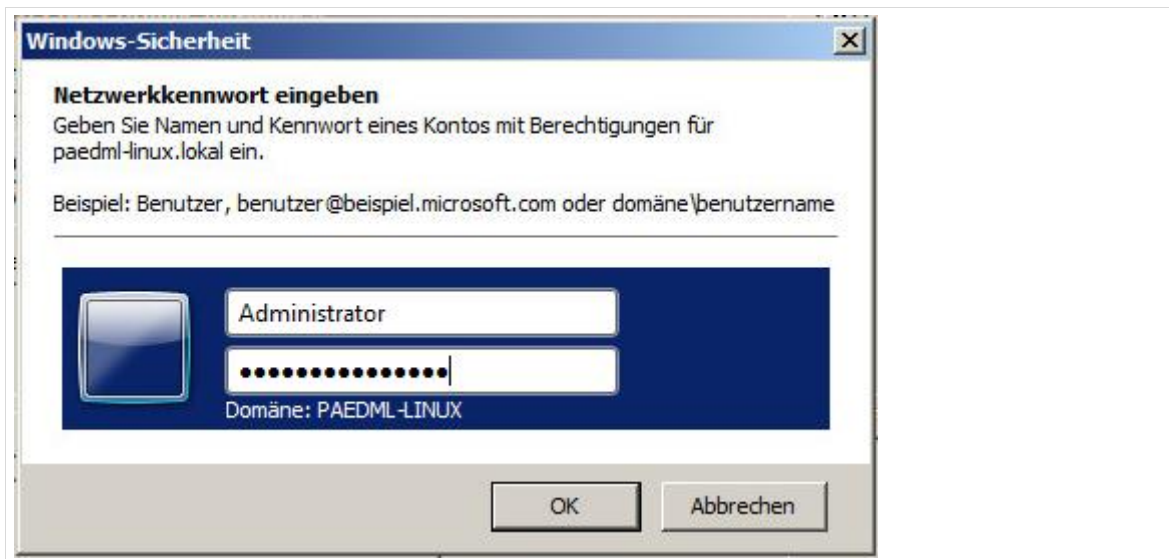 Windows-Sicherheit
Netzwerkkennwort eingeben
Geben Sie Namen und Kennwort eines Kontos mit Berechtigungen für
paedml-linux.lokal ein.
Beispiel: Benutzer, benutzer@beispiel.microsoft.com oder domäne\benutzername
Administrator
●●●●●●●●●●●●●●●
Domäne: PAEDML-LINUX
OK Abbrechen